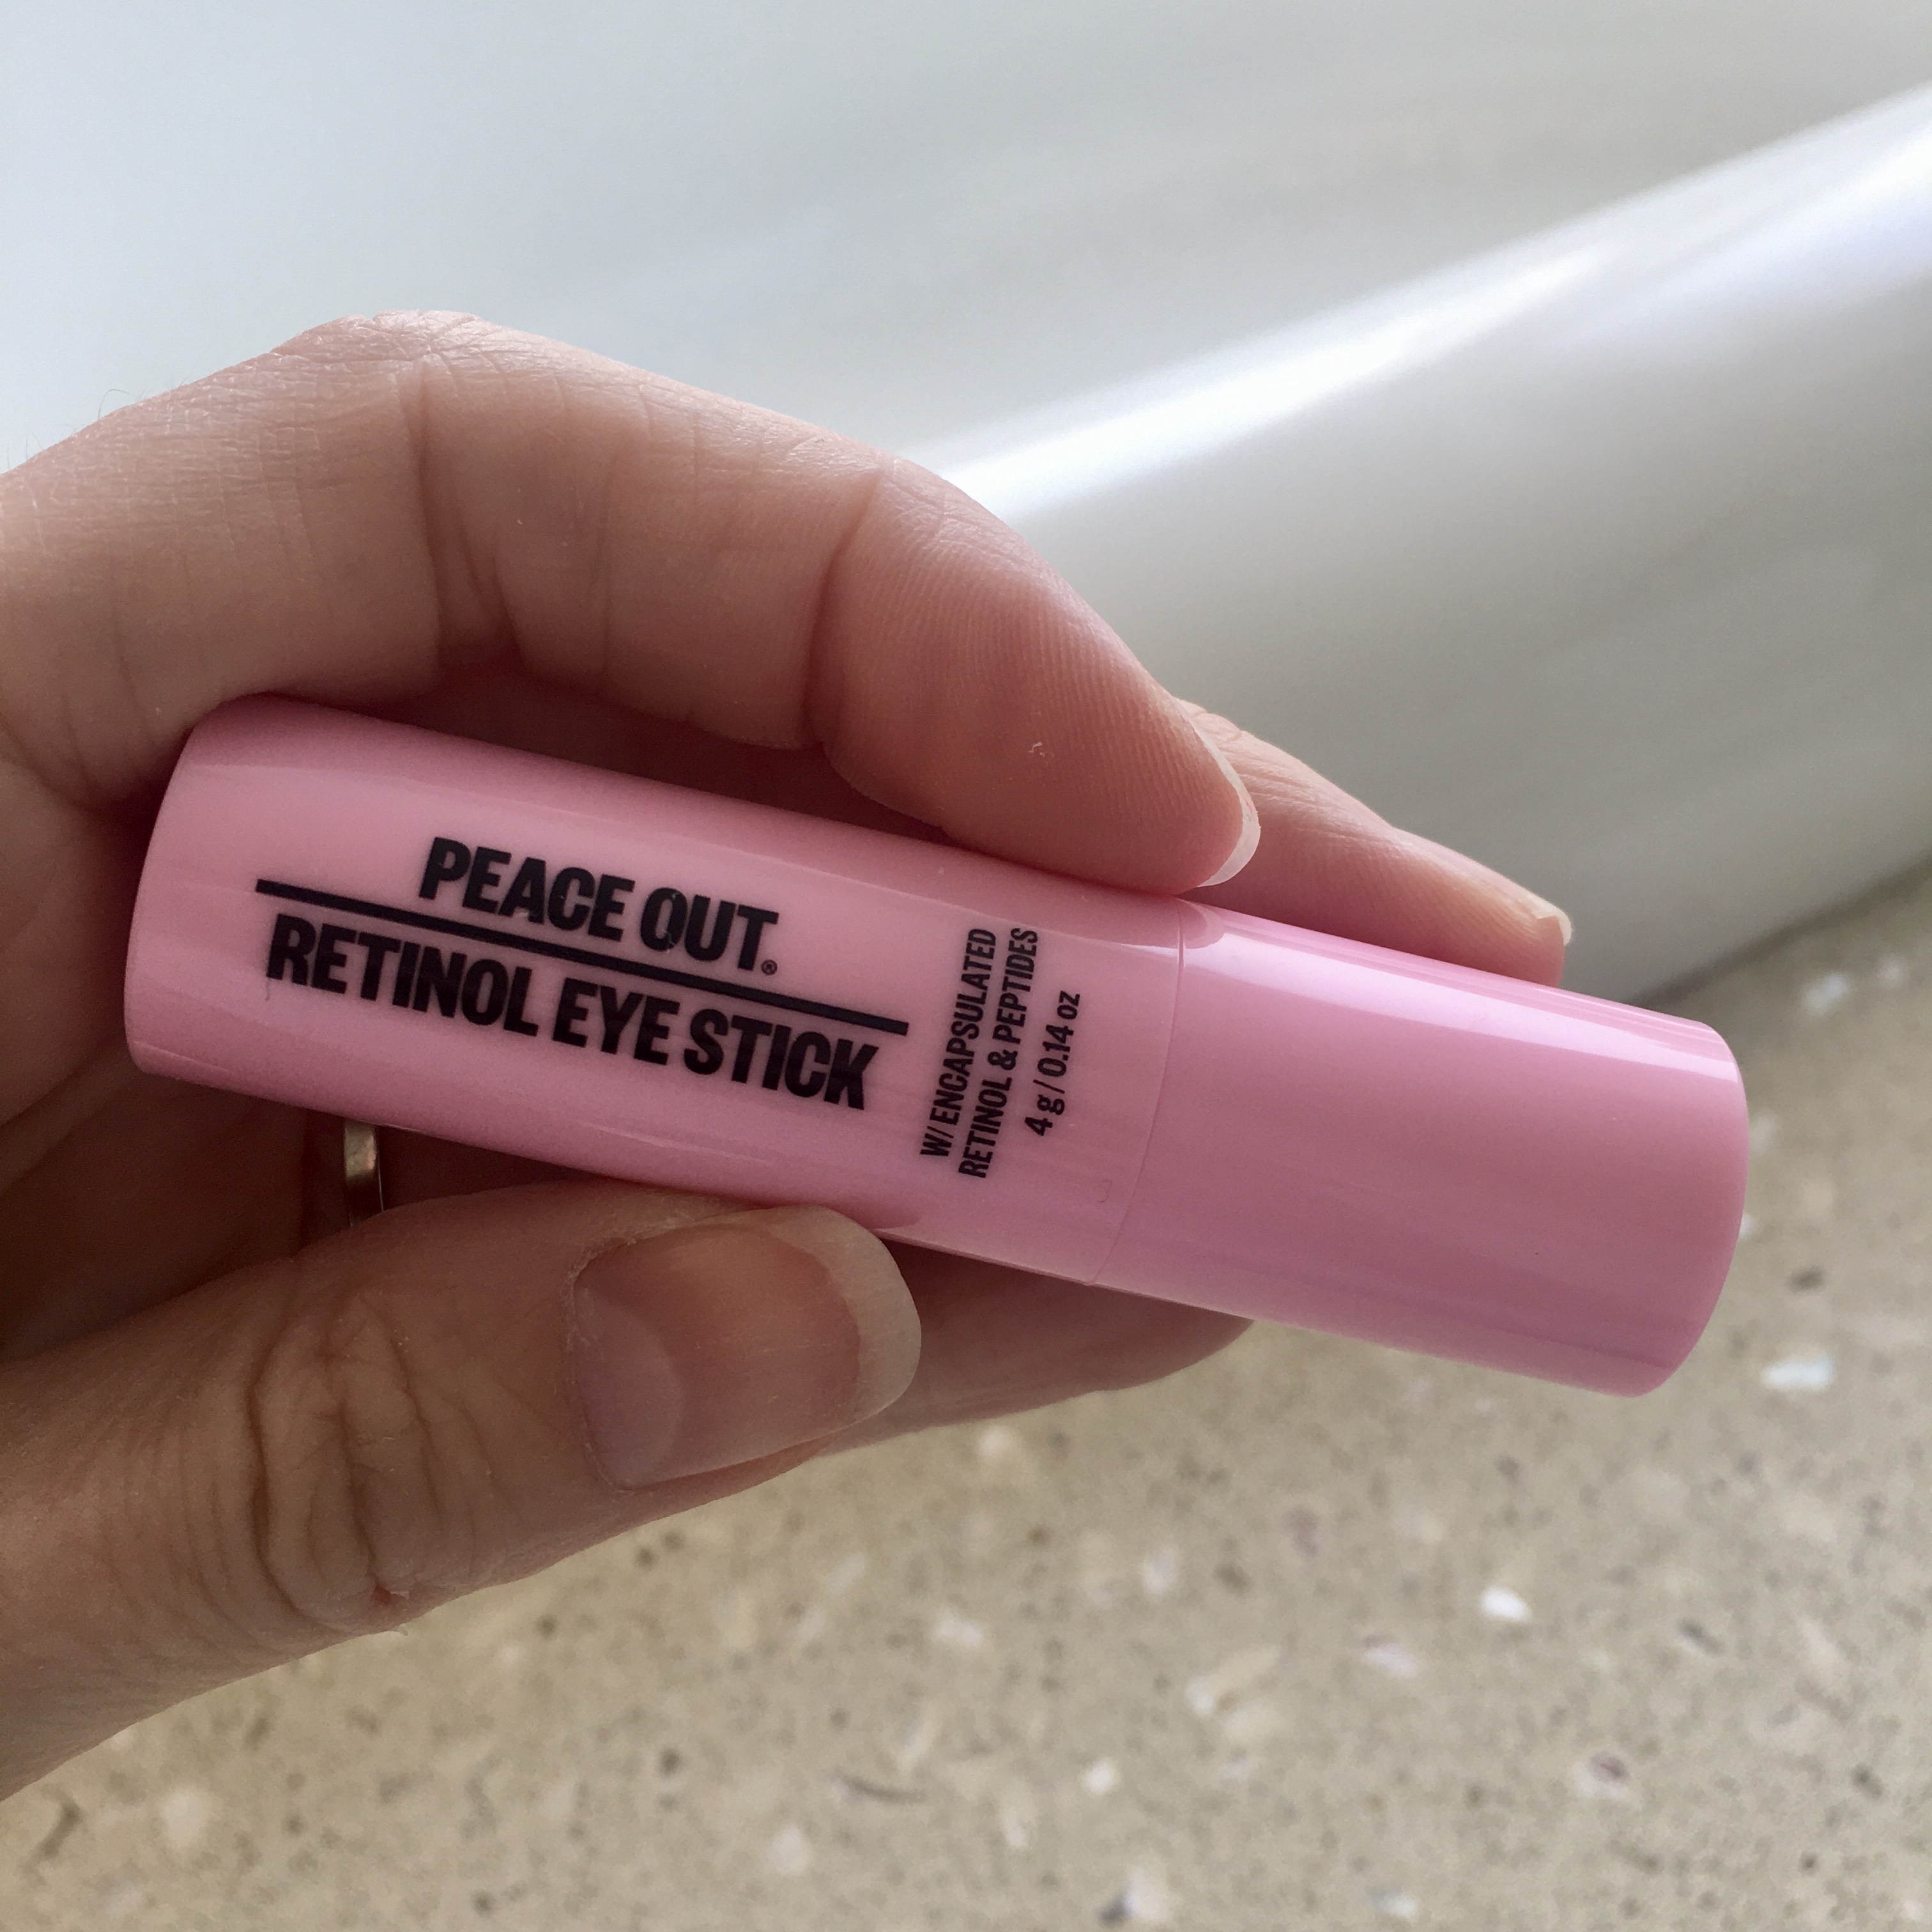 PEACE OUT®
RETINOL EYE STICK
W/ ENCAPSULATED
RETINOL & PEPTIDES
4 g / 0.14 oz